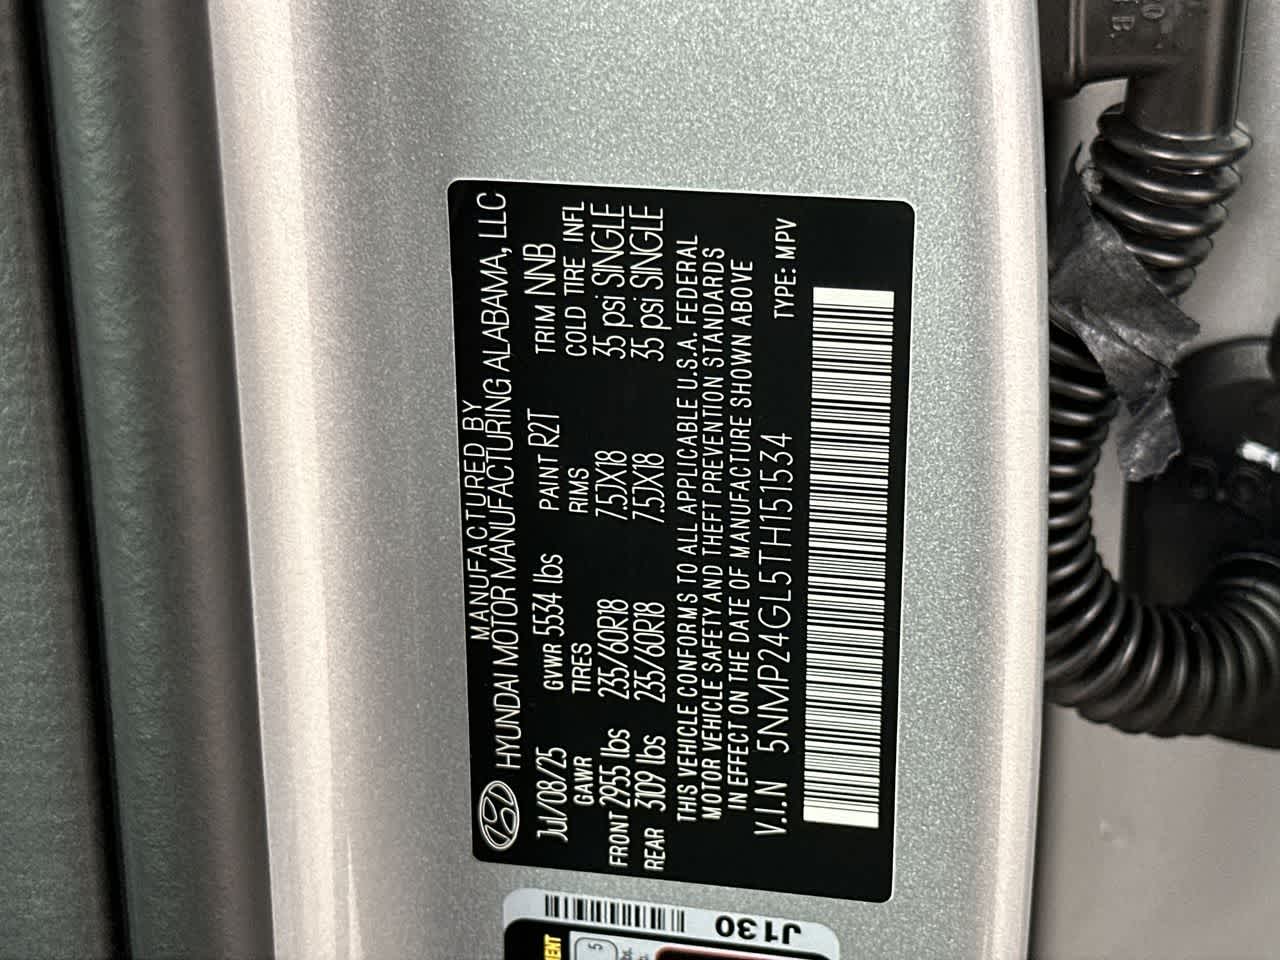 MANUFACTURED BY
HYUNDAI MOTOR MANUFACTURING ALABAMA, LLC
Jul/08/25 GVWR 5534 lbs PAINT R2T TRIM NNB
GAWR TIRES RIMS COLD TIRE INFL
FRONT 2955 lbs 235/60R18 7.5JX18 35 psi SINGLE
REAR 3109 lbs 235/60R18 7.5JX18 35 psi SINGLE
THIS VEHICLE CONFORMS TO ALL APPLICABLE U.S.A. FEDERAL
MOTOR VEHICLE SAFETY AND THEFT PREVENTION STANDARDS
IN EFFECT ON THE DATE OF MANUFACTURE SHOWN ABOVE
V.I.N 5NMP24GL5TH151534 TYPE: MPV
J130
5